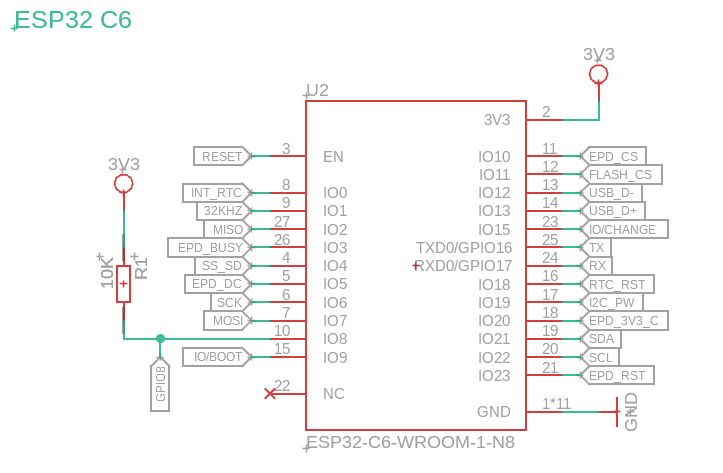 ESP32 C6
3V3
U2
3V3
2
RESET
3
EN
11
IO10
EPD_CS
12
IO11
FLASH_CS
3V3
INT_RTC
8
IO0
13
IO12
USB_D-
32KHZ
9
IO1
14
IO13
USB_D+
MISO
27
IO2
23
IO15
IO/CHANGE
EPD_BUSY
26
IO3
25
TXD0/GPIO16
TX
SS_SD
4
IO4
24
RXD0/GPIO17
RX
10K
R1
EPD_DC
5
IO5
16
IO18
RTC_RST
SCK
6
IO6
17
IO19
I2C_PW
MOSI
7
IO7
18
IO20
EPD_3V3_C
10
IO8
19
IO21
SDA
IO/BOOT
15
IO9
20
IO22
SCL
21
IO23
EPD_RST
GPIO8
22
NC
1*11
GND
GND
ESP32-C6-WROOM-1-N8